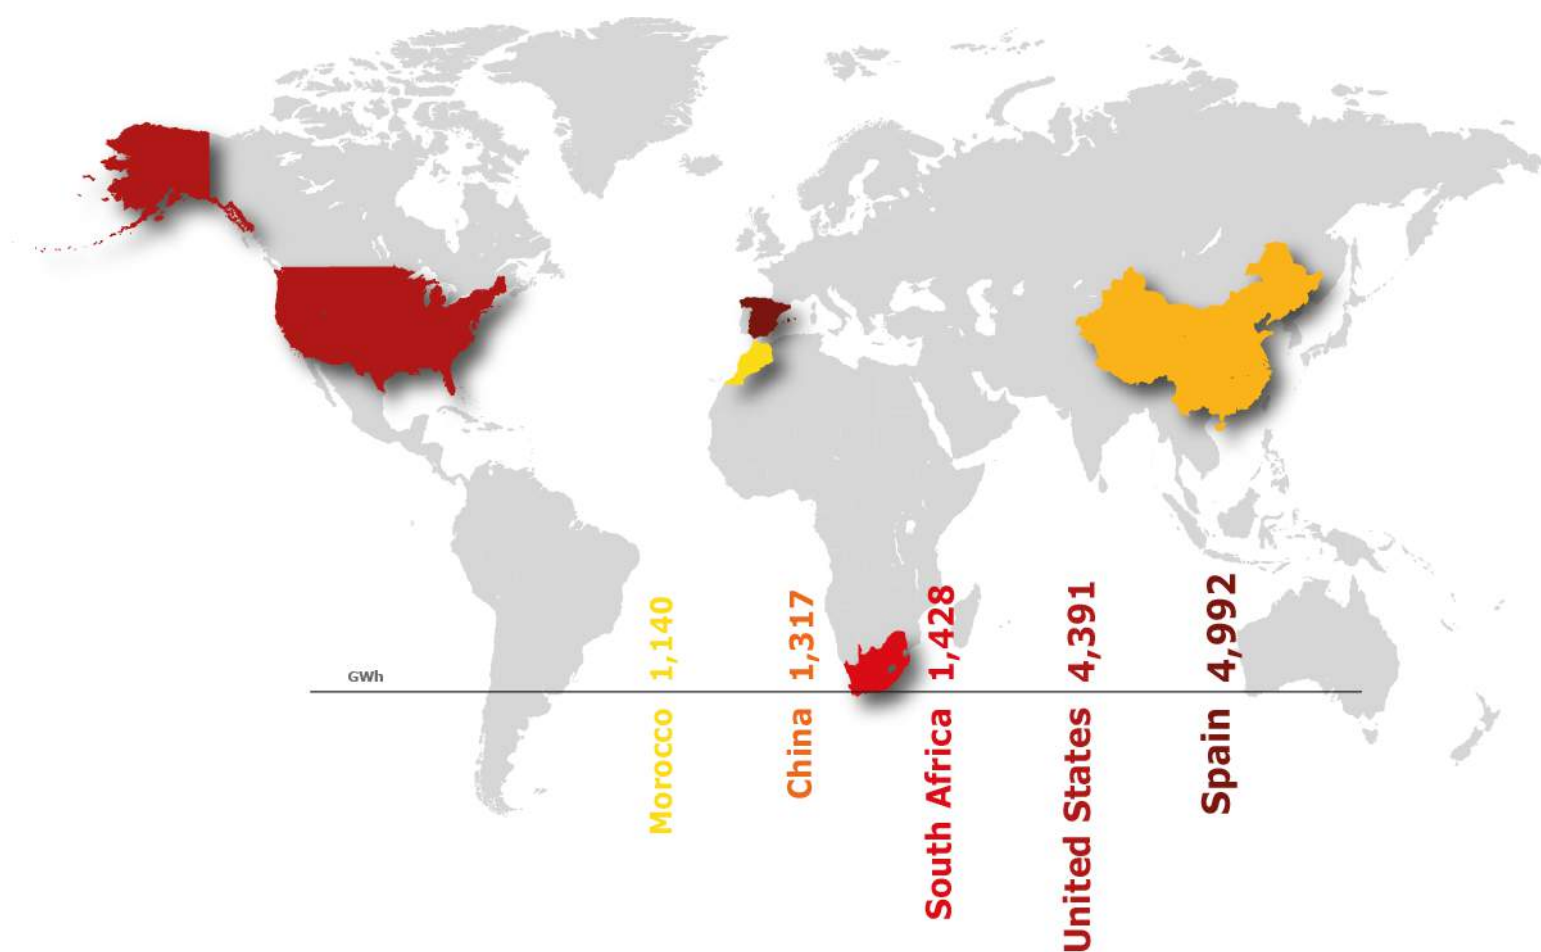 GWh
Morocco 1,140
China 1,317
South Africa 1,428
United States 4,391
Spain 4,992